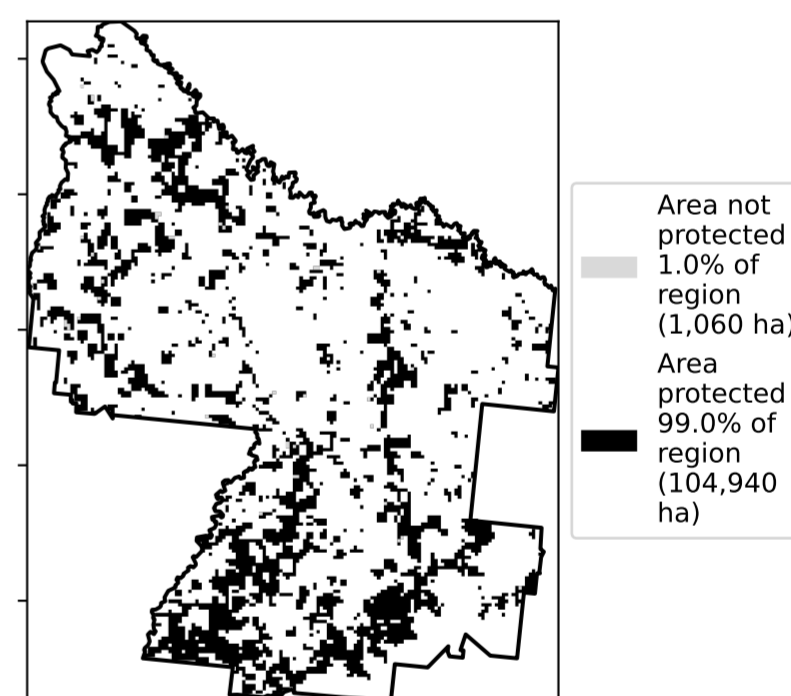 Area not
protected
1.0% of
region
(1,060 ha)
Area
protected
99.0% of
region
(104,940
ha)